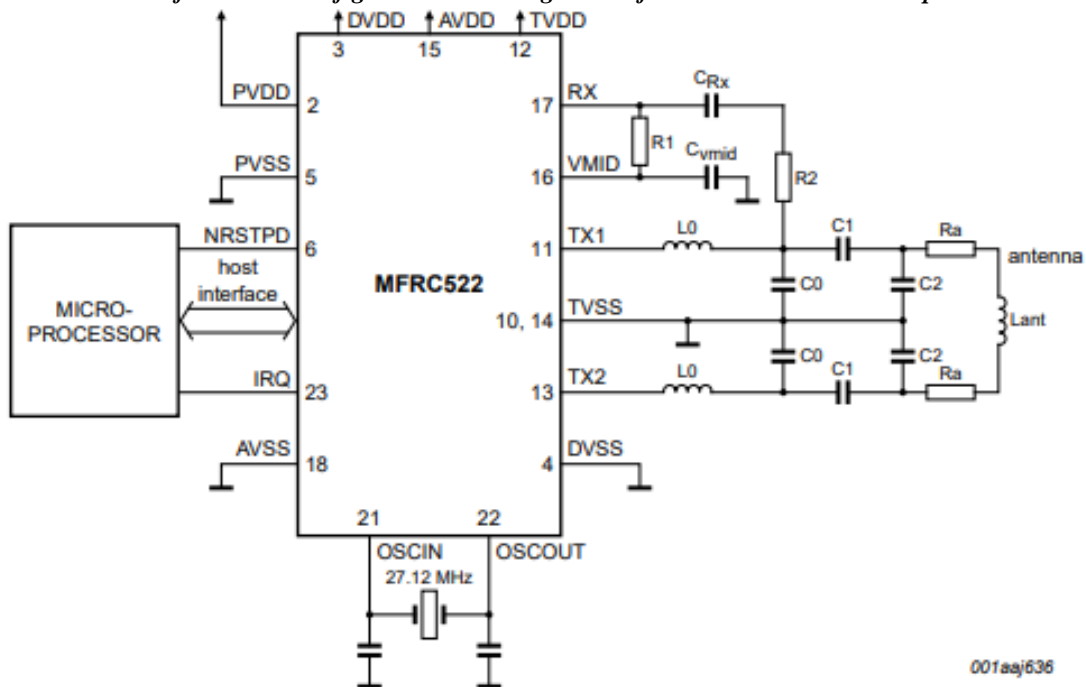 DVDD
AVDD
TVDD
3
15
12
PVDD
2
17
RX
CRx
R1
PVSS
5
16
VMID
Cvmid
R2
NRSTPD
6
11
TX1
L0
C1
Ra
antenna
host
interface
MFRC522
C0
C2
MICRO-
PROCESSOR
10, 14
TVSS
Lant
C0
C2
IRQ
23
13
TX2
L0
C1
Ra
AVSS
18
4
DVSS
21
22
OSCIN
OSCOUT
27.12 MHz
001aaj636